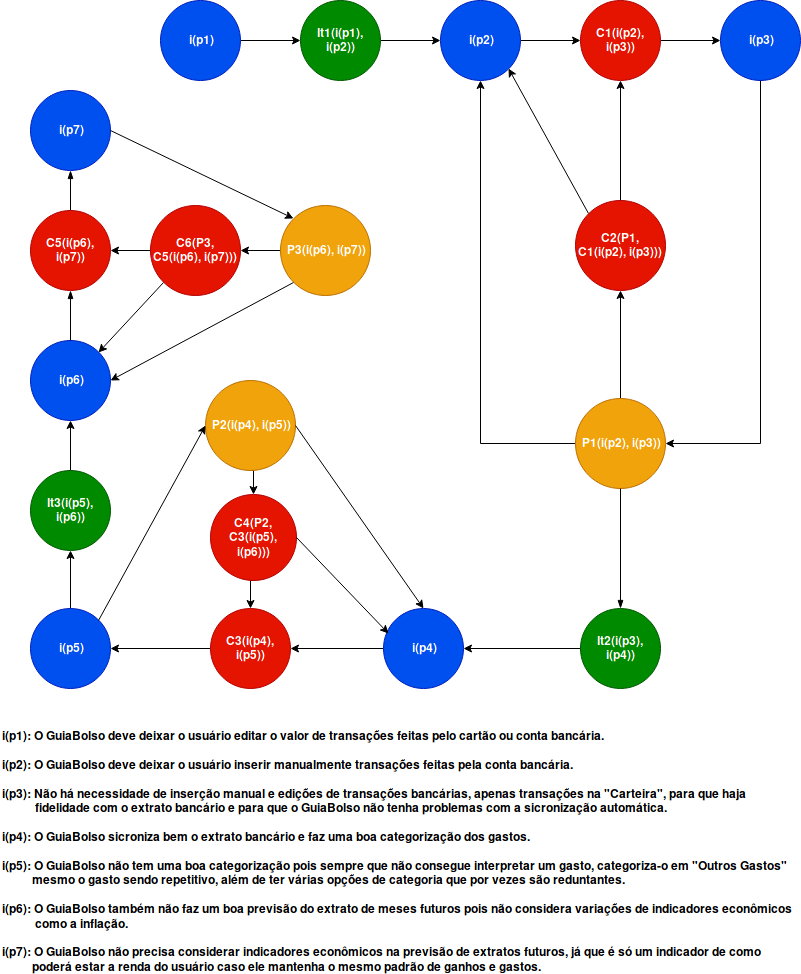 i(p1)
It1(i(p1),
i(p2))
i(p2)
C1(i(p2),
i(p3))
i(p3)
i(p7)
C5(i(p6),
i(p7))
C6(P3,
C5(i(p6), i(p7)))
P3(i(p6), i(p7))
C2(P1,
C1(i(p2), i(p3)))
i(p6)
P2(i(p4), i(p5))
P1(i(p2), i(p3))
It3(i(p5),
i(p6))
C4(P2,
C3(i(p5),
i(p6)))
i(p5)
C3(i(p4),
i(p5))
i(p4)
It2(i(p3),
i(p4))
i(p1): O GuiaBolso deve deixar o usuário editar o valor de transações feitas pelo cartão ou conta bancária.
i(p2): O GuiaBolso deve deixar o usuário inserir manualmente transações feitas pela conta bancária.
i(p3): Não há necessidade de inserção manual e edições de transações bancárias, apenas transações na "Carteira", para que haja
fidelidade com o extrato bancário e para que o GuiaBolso não tenha problemas com a sicronização automática.
i(p4): O GuiaBolso sicroniza bem o extrato bancário e faz uma boa categorização dos gastos.
i(p5): O GuiaBolso não tem uma boa categorização pois sempre que não consegue interpretar um gasto, categoriza-o em "Outros Gastos"
mesmo o gasto sendo repetitivo, além de ter várias opções de categoria que por vezes são reduntantes.
i(p6): O GuiaBolso também não faz um boa previsão do extrato de meses futuros pois não considera variações de indicadores econômicos
como a inflação.
i(p7): O GuiaBolso não precisa considerar indicadores econômicos na previsão de extratos futuros, já que é só um indicador de como
poderá estar a renda do usuário caso ele mantenha o mesmo padrão de ganhos e gastos.